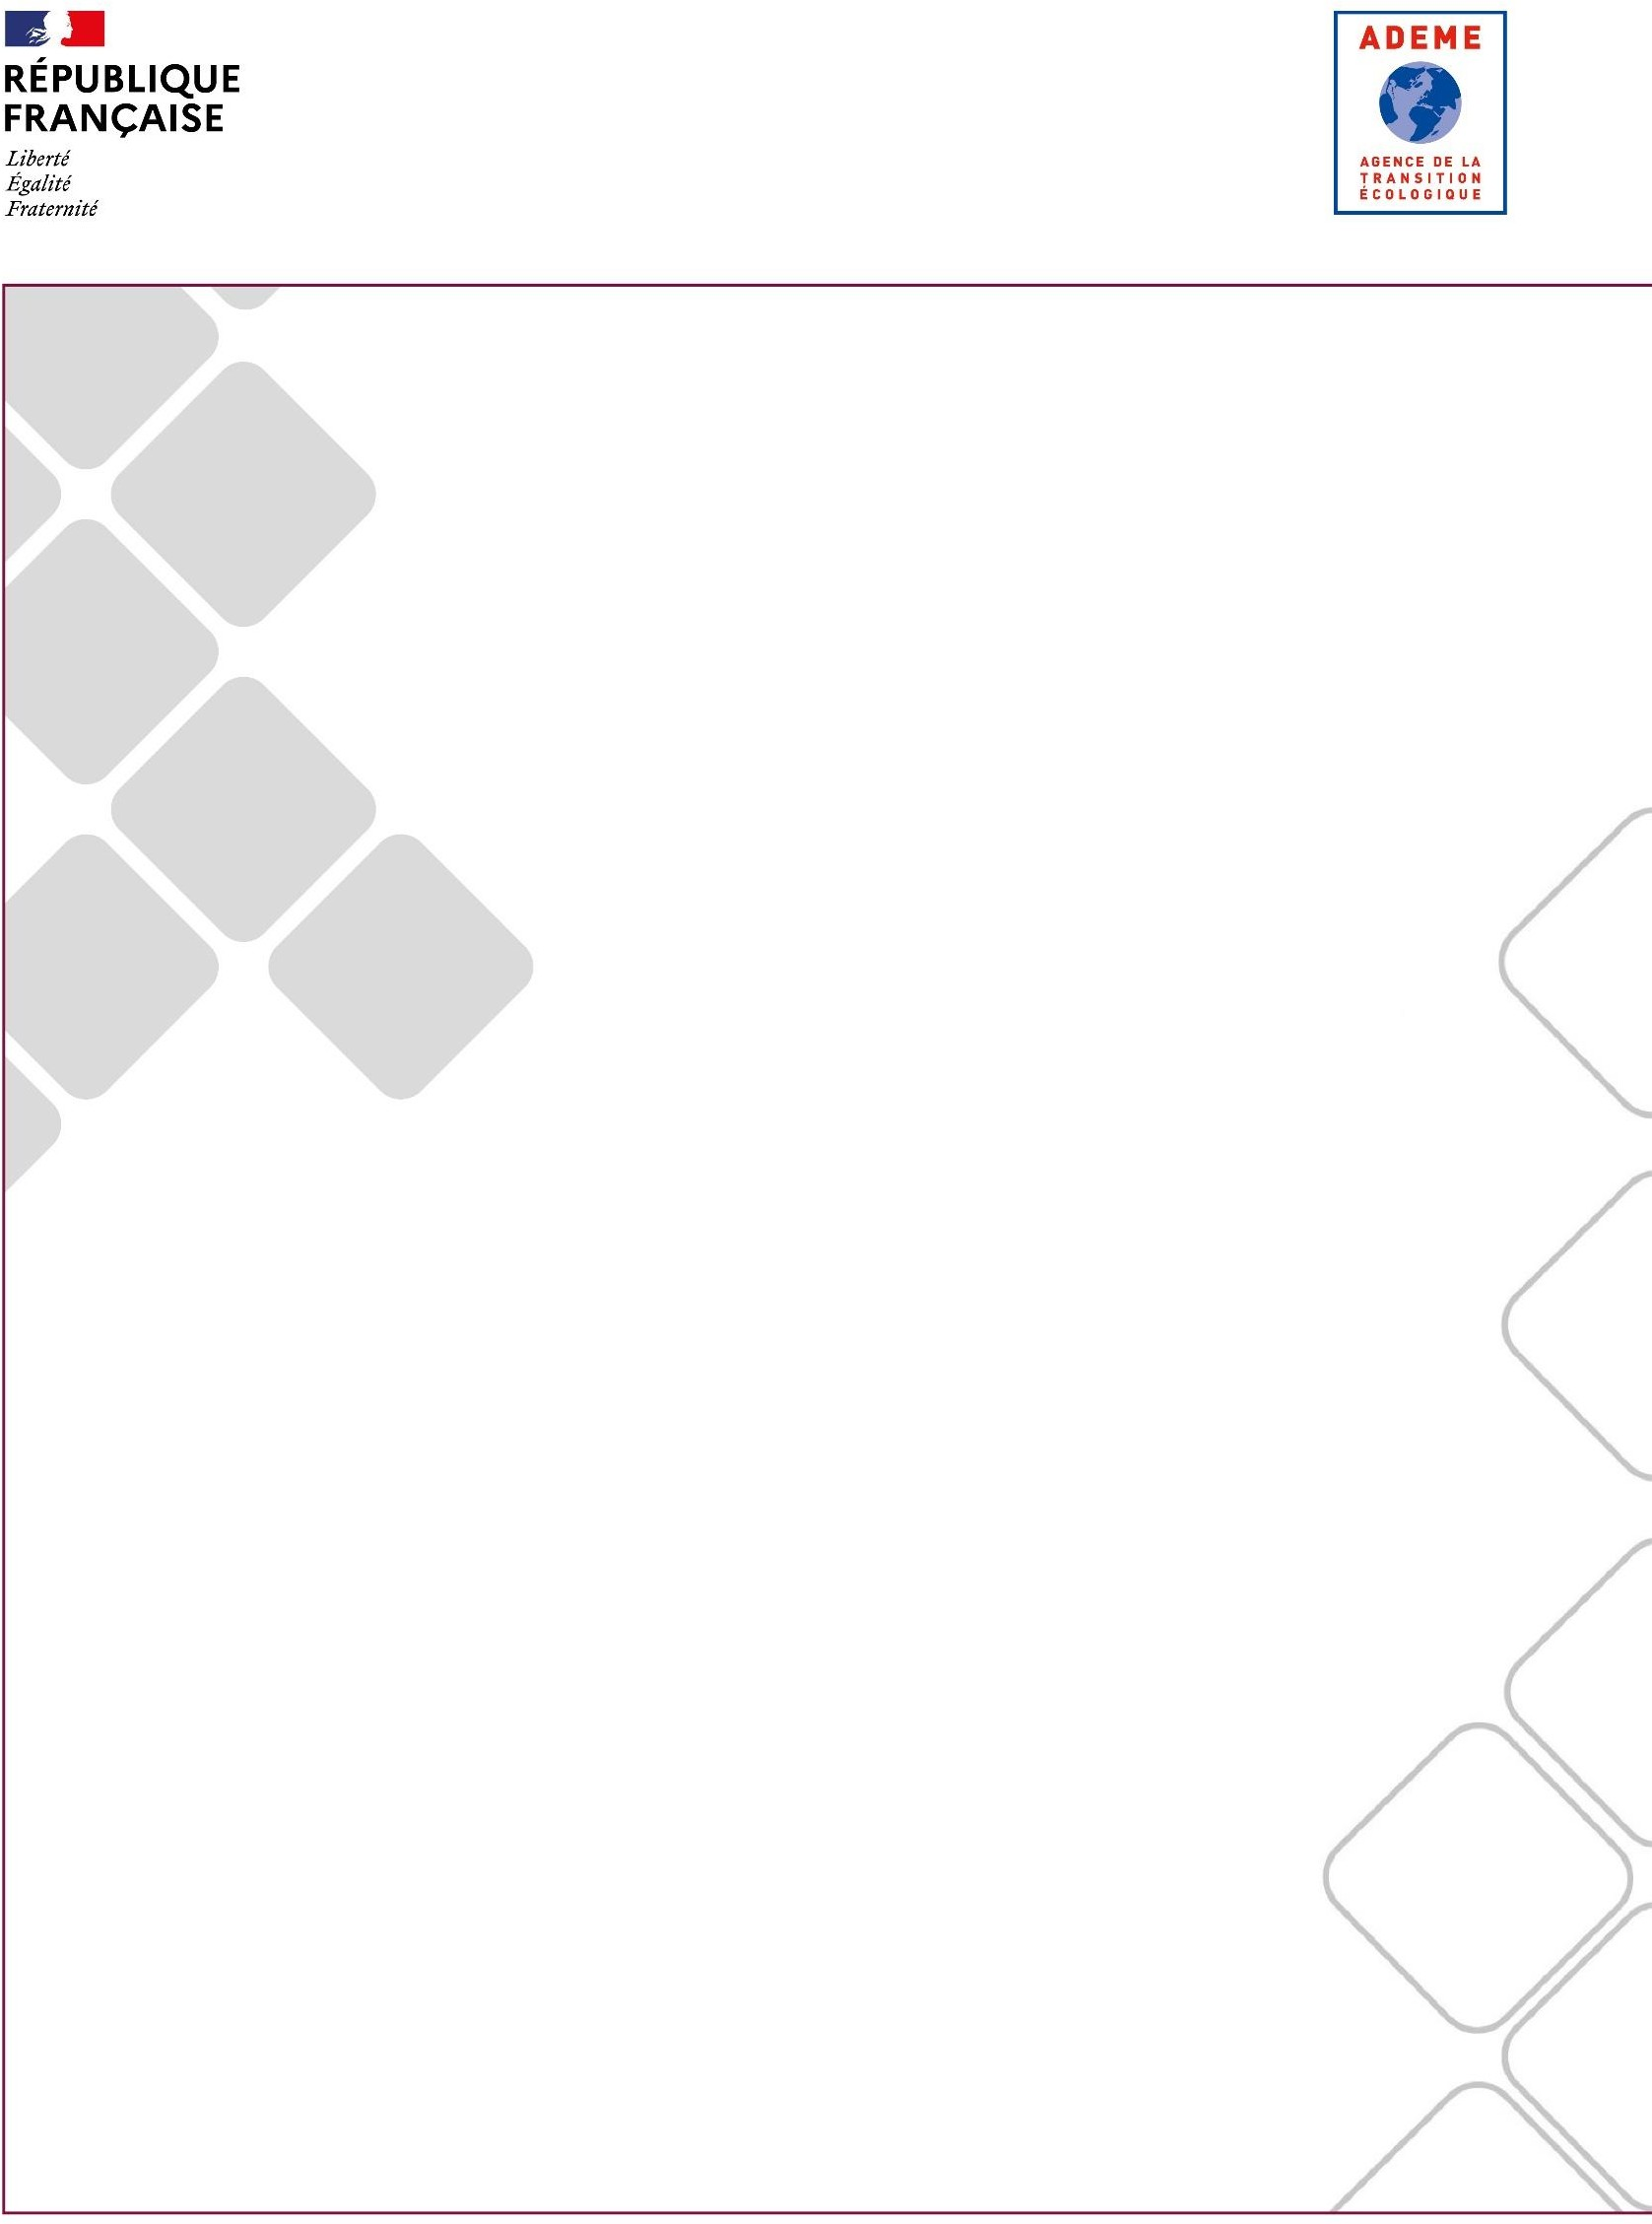 RÉPUBLIQUE
FRANÇAISE
Liberté
Égalité
Fraternité
ADEME
AGENCE DE LA
TRANSITION
ÉCOLOGIQUE